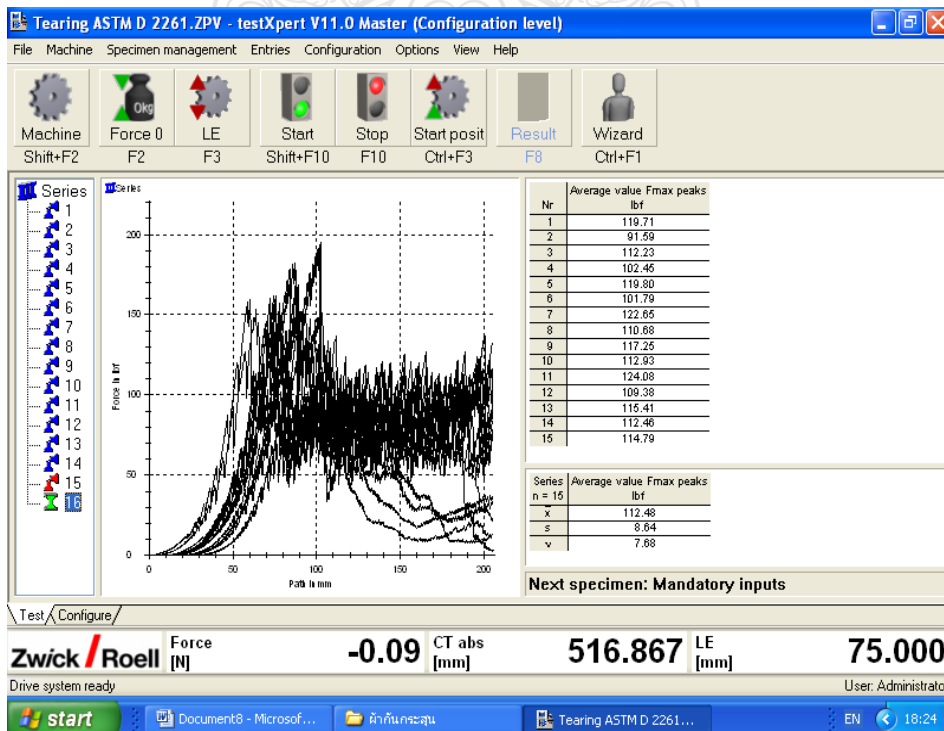 Tearing ASTM D 2261.ZPV - testXpert V11.0 Master (Configuration level)
File Machine Specimen management Entries Configuration Options View Help
Machine Force 0 LE Start Stop Start posit Result Wizard
Shift+F2 F2 F3 Shift+F10 F10 Ctrl+F3 F8 Ctrl+F1
0kg
Series
1
2
3
4
5
6
7
8
9
10
11
12
13
14
15
16
Series
Force in lbf
200
150
100
50
0
0 50 100 150 200
Path in mm
Average value Fmax peaks
Nr lbf
1 119.71
2 91.59
3 112.23
4 102.45
5 119.80
6 101.79
7 122.65
8 110.68
9 117.25
10 112.93
11 124.08
12 109.38
13 115.41
14 112.46
15 114.79
Series Average value Fmax peaks
n = 15 lbf
x̄ 112.48
s 8.64
v 7.68
Next specimen: Mandatory inputs
Test Configure
Zwick / Roell Force [N] -0.09 CT abs [mm] 516.867 LE [mm] 75.000
Drive system ready User: Administrato
start Document8 - Microsof... ผ้ากันกระสุน Tearing ASTM D 2261... EN 18:24